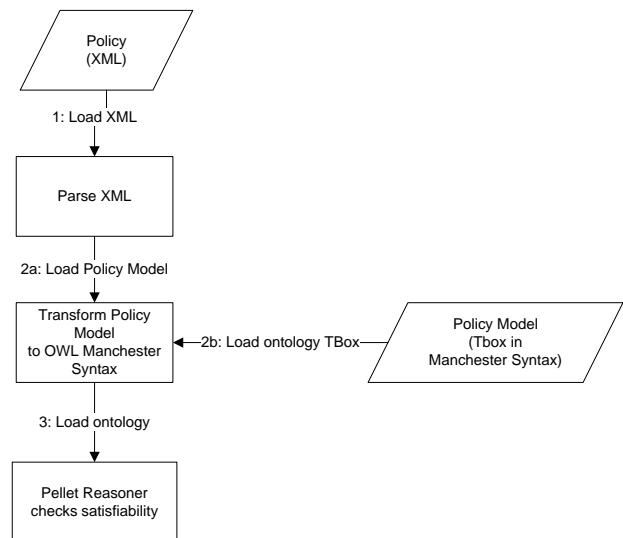 Policy
(XML)
1: Load XML
Parse XML
2a: Load Policy Model
Transform Policy
Model
to OWL Manchester
Syntax
2b: Load ontology TBox
Policy Model
(Tbox in
Manchester Syntax)
3: Load ontology
Pellet Reasoner
checks satisfiability